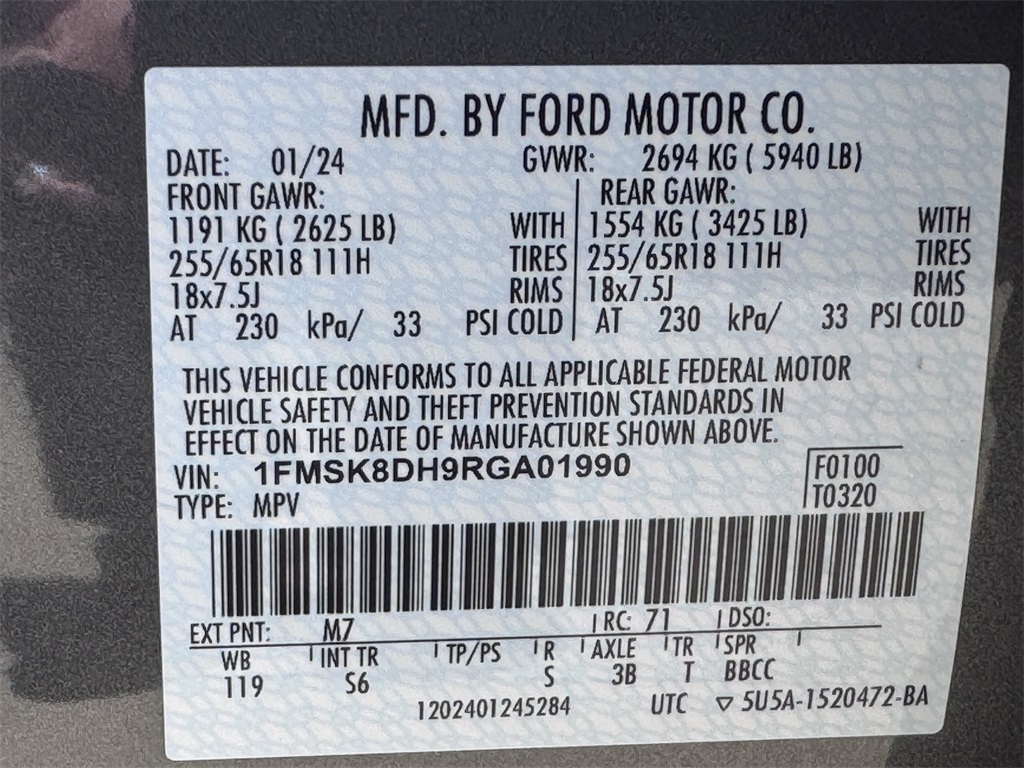 MFD. BY FORD MOTOR CO.
DATE: 01/24 GVWR: 2694 KG ( 5940 LB)
FRONT GAWR: REAR GAWR:
1191 KG ( 2625 LB) WITH 1554 KG ( 3425 LB) WITH
255/65R18 111H TIRES 255/65R18 111H TIRES
18x7.5J RIMS 18x7.5J RIMS
AT 230 kPa/ 33 PSI COLD AT 230 kPa/ 33 PSI COLD
THIS VEHICLE CONFORMS TO ALL APPLICABLE FEDERAL MOTOR
VEHICLE SAFETY AND THEFT PREVENTION STANDARDS IN
EFFECT ON THE DATE OF MANUFACTURE SHOWN ABOVE.
VIN: 1FMSK8DH9RGA01990 F0100
TYPE: MPV T0320
EXT PNT: M7 RC: 71 DSO:
WB INT TR TP/PS R AXLE TR SPR
119 S6 S 3B T BBCC
1202401245284 UTC ▽ 5U5A-1520472-BA